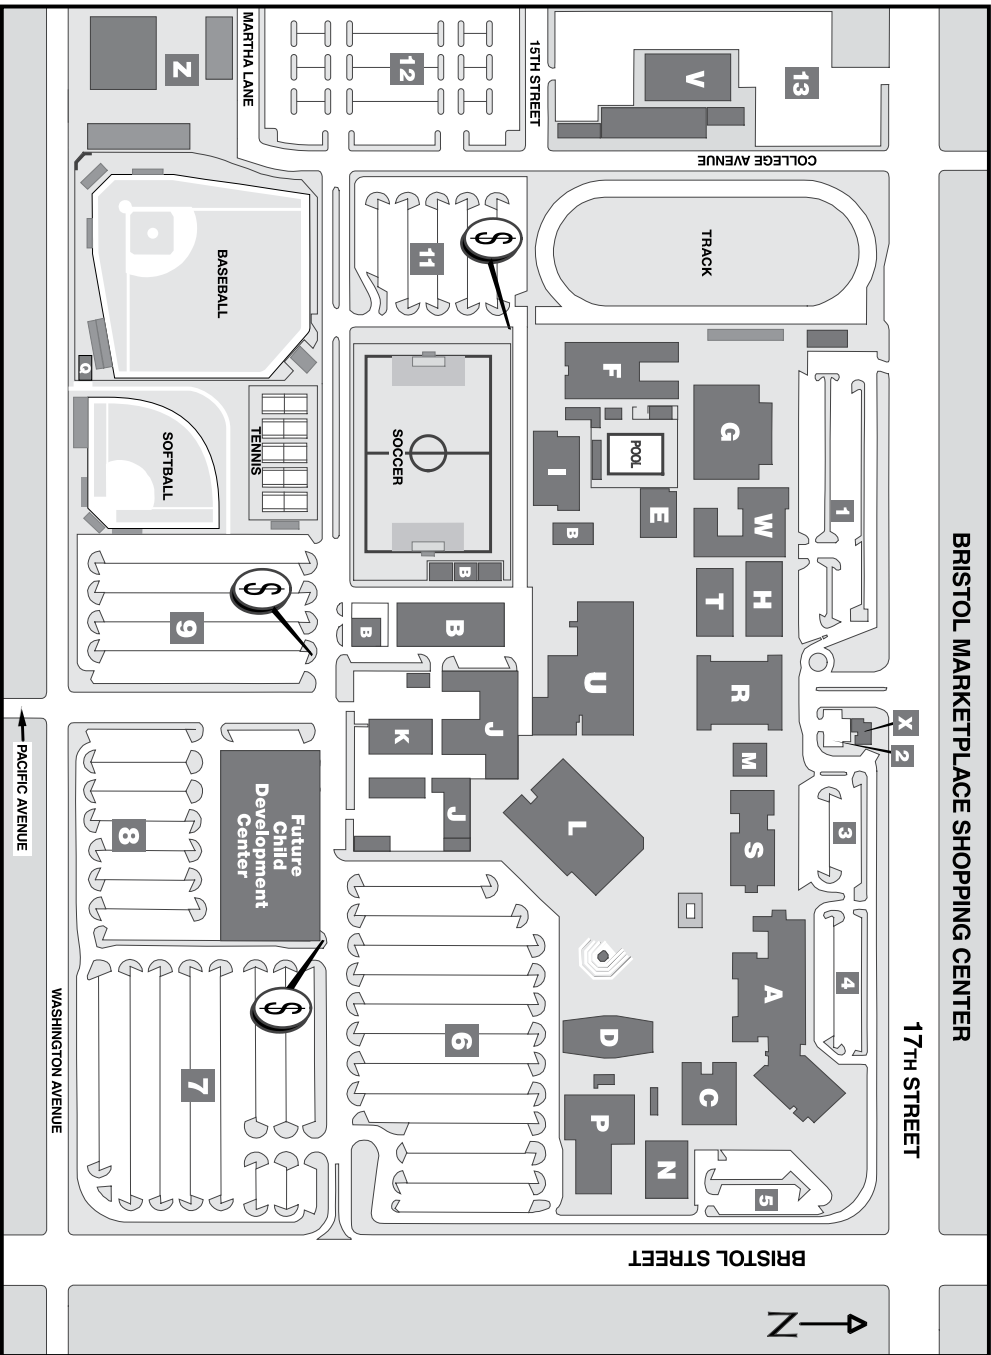 BRISTOL MARKETPLACE SHOPPING CENTER
17TH STREET
X
2
13
V
COLLEGE AVENUE
1
3
4
5
TRACK
G
W
H
T
R
M
S
A
C
N
F
POOL
E
I
B
U
L
D
P
BRISTOL STREET
N
15TH STREET
$
12
11
SOCCER
B
B
B
J
K
J
6
MARTHA LANE
Z
BASEBALL
TENNIS
SOFTBALL
Q
$
9
Future
Child
Development
Center
$
8
7
PACIFIC AVENUE
WASHINGTON AVENUE